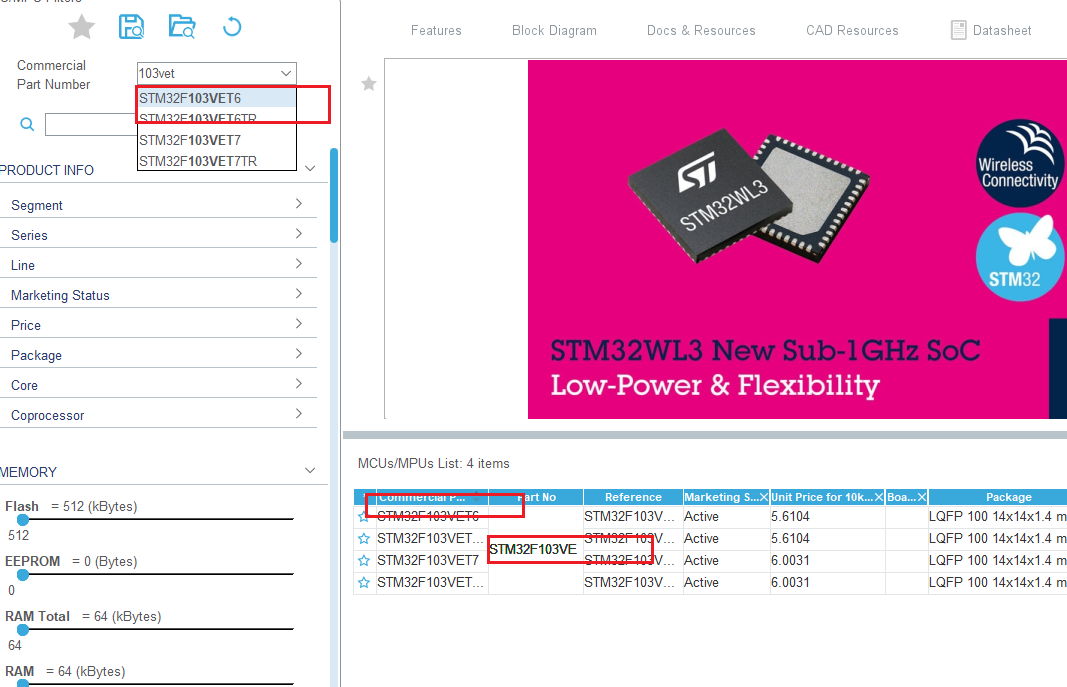 C/MPU Filters
Features
Block Diagram
Docs & Resources
CAD Resources
Datasheet
Commercial
Part Number
103vet
STM32F103VET6
STM32F103VET6TR
STM32F103VET7
STM32F103VET7TR
PRODUCT INFO
Segment
Series
Line
Marketing Status
Price
Package
Core
Coprocessor
MEMORY
Flash = 512 (kBytes)
512
EEPROM = 0 (Bytes)
0
RAM Total = 64 (kBytes)
64
RAM = 64 (kBytes)
STM32WL3
Wireless
Connectivity
STM32
STM32WL3 New Sub-1GHz SoC
Low-Power & Flexibility
MCUs/MPUs List: 4 items
* Commercial P... Part No Reference Marketing S...X Unit Price for 10k...X Boa...X Package
STM32F103VET6 STM32F103V... Active 5.6104 LQFP 100 14x14x1.4 m
STM32F103VET... STM32F103V... Active 5.6104 LQFP 100 14x14x1.4 m
STM32F103VE
STM32F103VET7 STM32F103V... Active 6.0031 LQFP 100 14x14x1.4 m
STM32F103VET... STM32F103V... Active 6.0031 LQFP 100 14x14x1.4 m